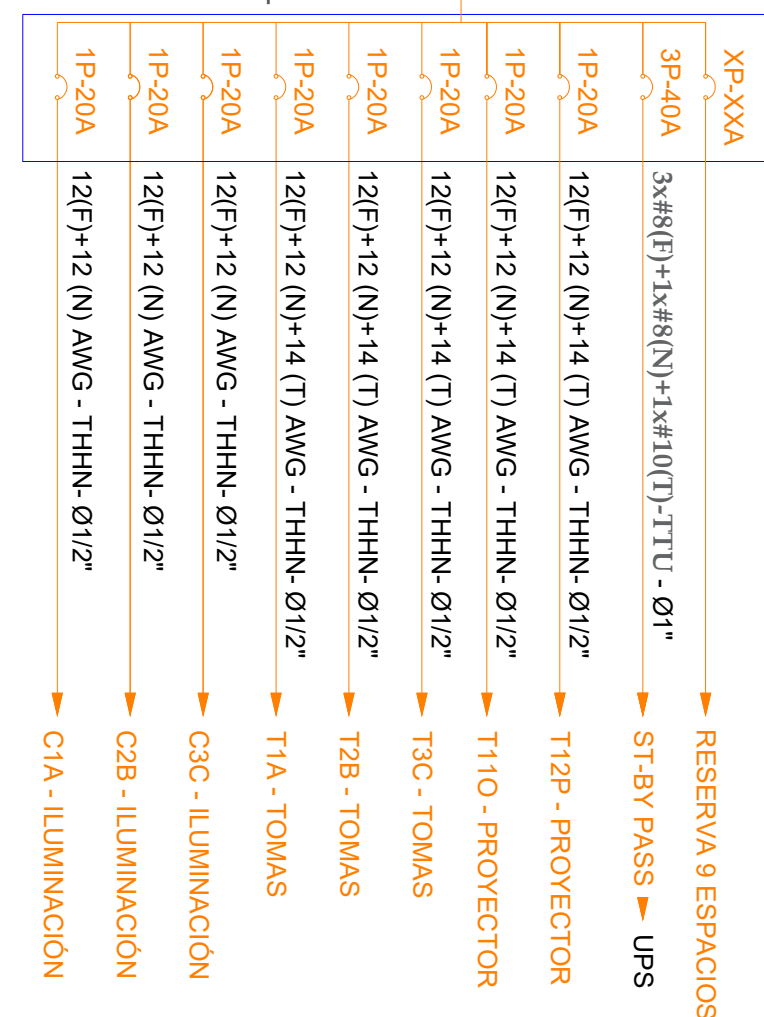 XP-XXA
RESERVA 9 ESPACIOS
3P-40A
3x#8(F)+1x#8(N)+1x#10(T)-TTU - Ø1"
ST-BY PASS UPS
1P-20A
12(F)+12 (N)+14 (T) AWG - THHN- Ø1/2"
T12P - PROYECTOR
1P-20A
12(F)+12 (N)+14 (T) AWG - THHN- Ø1/2"
T11O - PROYECTOR
1P-20A
12(F)+12 (N)+14 (T) AWG - THHN- Ø1/2"
T3C - TOMAS
1P-20A
12(F)+12 (N)+14 (T) AWG - THHN- Ø1/2"
T2B - TOMAS
1P-20A
12(F)+12 (N)+14 (T) AWG - THHN- Ø1/2"
T1A - TOMAS
1P-20A
12(F)+12 (N) AWG - THHN- Ø1/2"
C3C - ILUMINACIÓN
1P-20A
12(F)+12 (N) AWG - THHN- Ø1/2"
C2B - ILUMINACIÓN
1P-20A
12(F)+12 (N) AWG - THHN- Ø1/2"
C1A - ILUMINACIÓN